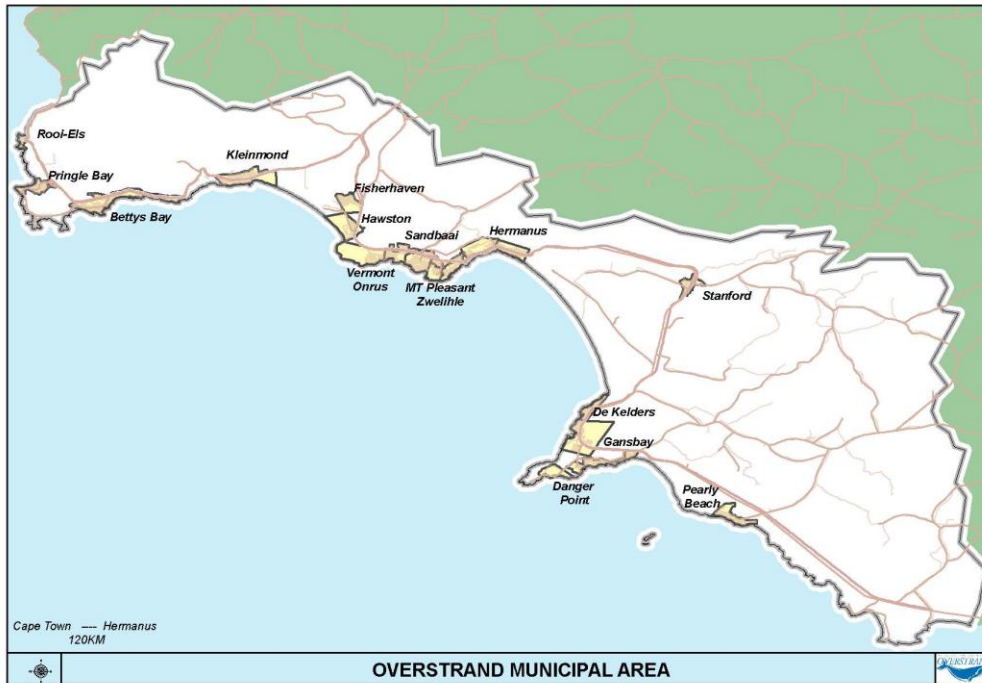 Rooi-Els
Pringle Bay
Bettys Bay
Kleinmond
Fisherhaven
Hawston
Sandbaai
Hermanus
Vermont
Onrus
MT Pleasant
Zwelihle
Stanford
De Kelders
Gansbay
Danger
Point
Pearly
Beach
Cape Town ---- Hermanus
120KM
OVERSTRAND MUNICIPAL AREA
OVERSTRAND